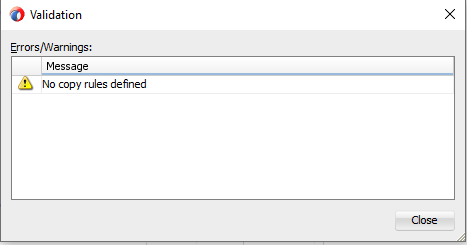 Validation
Errors/Warnings:
Message
No copy rules defined
Close